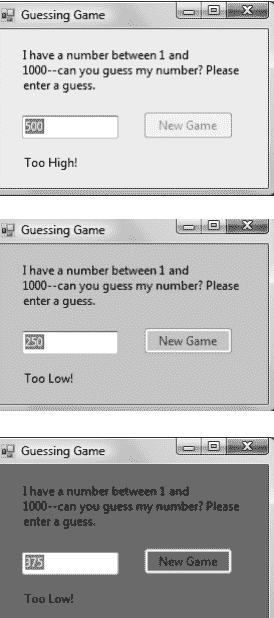 Guessing Game
I have a number between 1 and
1000--can you guess my number? Please
enter a guess.
500
New Game
Too High!
Guessing Game
I have a number between 1 and
1000--can you guess my number? Please
enter a guess.
250
New Game
Too Low!
Guessing Game
I have a number between 1 and
1000--can you guess my number? Please
enter a guess.
375
New Game
Too Low!